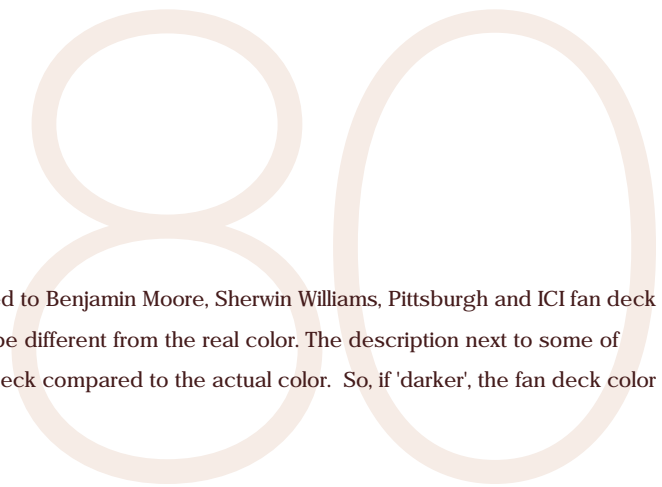 80
to Benjamin Moore, Sherwin Williams, Pittsburgh and ICI fan deck
be different from the real color. The description next to some of
compared to the actual color.  So, if 'darker', the fan deck color